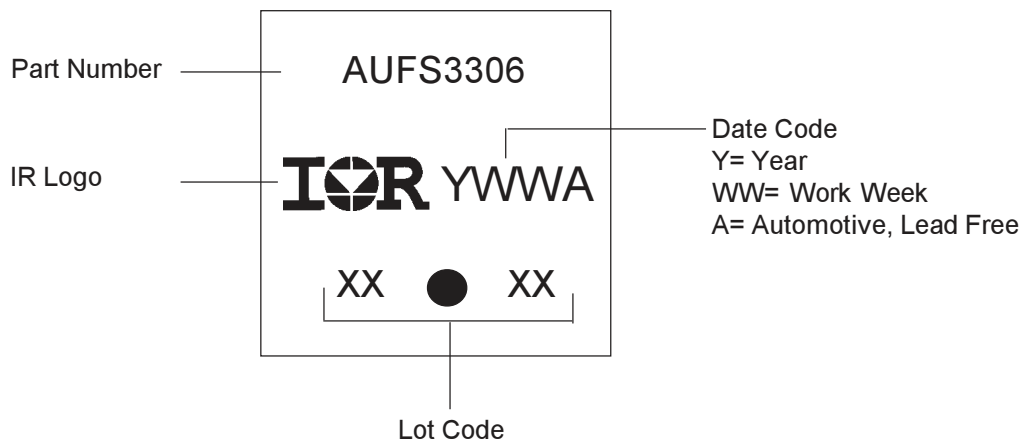 AUFS3306
Part Number
Date Code
Y= Year
WW= Work Week
A= Automotive, Lead Free
IR Logo
IOR YWWA
XX XX
Lot Code